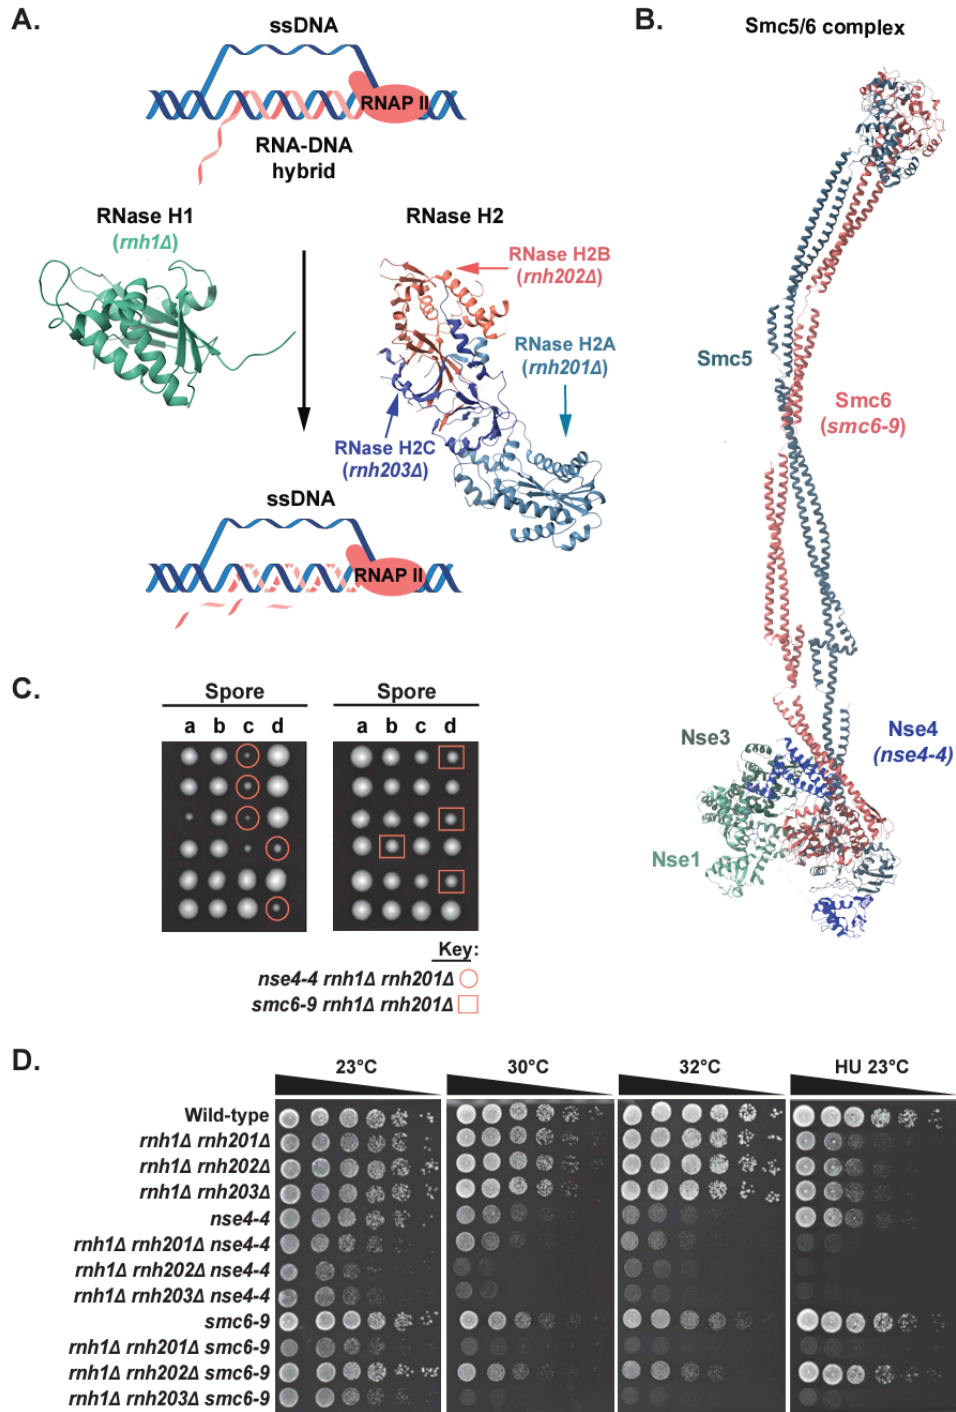 A.
ssDNA
RNAP II
RNA-DNA
hybrid
RNase H1
(rnh1Δ)
RNase H2
RNase H2B
(rnh202Δ)
RNase H2A
(rnh201Δ)
RNase H2C
(rnh203Δ)
ssDNA
RNAP II
B.
Smc5/6 complex
Smc5
Smc6
(smc6-9)
Nse3
Nse4
(nse4-4)
Nse1
C.
Spore
a b c d
Spore
a b c d
Key:
nse4-4 rnh1Δ rnh201Δ
smc6-9 rnh1Δ rnh201Δ
D.
23°C 30°C 32°C HU 23°C
Wild-type
rnh1Δ rnh201Δ
rnh1Δ rnh202Δ
rnh1Δ rnh203Δ
nse4-4
rnh1Δ rnh201Δ nse4-4
rnh1Δ rnh202Δ nse4-4
rnh1Δ rnh203Δ nse4-4
smc6-9
rnh1Δ rnh201Δ smc6-9
rnh1Δ rnh202Δ smc6-9
rnh1Δ rnh203Δ smc6-9